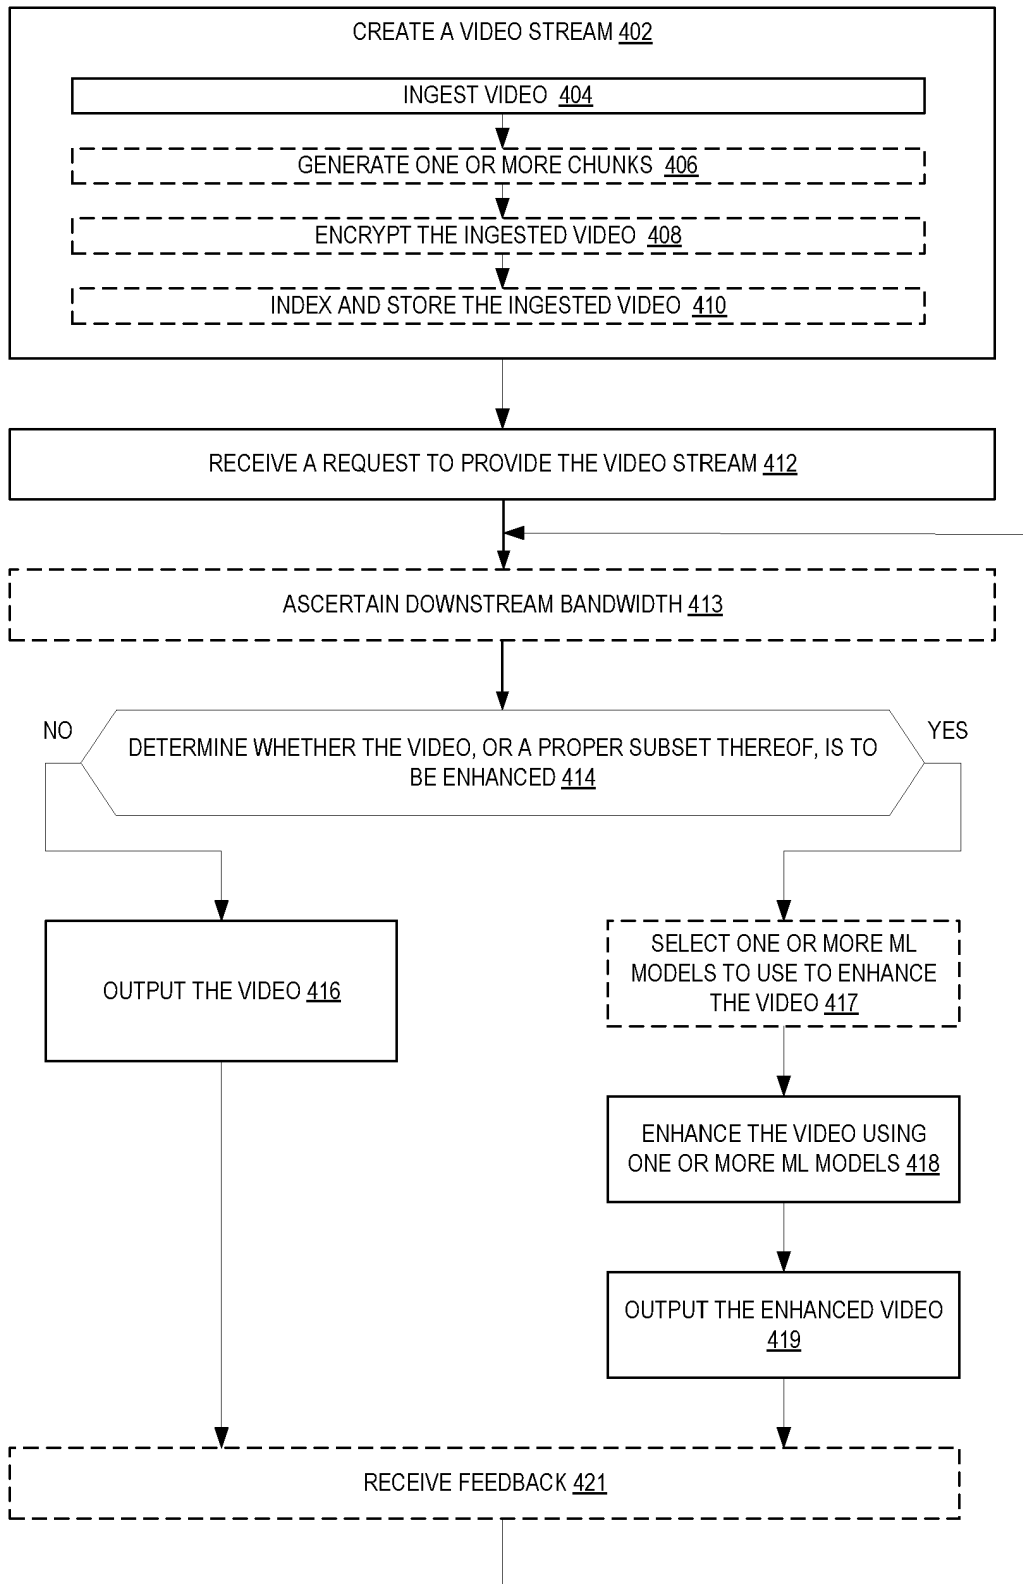 CREATE A VIDEO STREAM 402
INGEST VIDEO 404
GENERATE ONE OR MORE CHUNKS 406
ENCRYPT THE INGESTED VIDEO 408
INDEX AND STORE THE INGESTED VIDEO 410
RECEIVE A REQUEST TO PROVIDE THE VIDEO STREAM 412
ASCERTAIN DOWNSTREAM BANDWIDTH 413
NO
YES
DETERMINE WHETHER THE VIDEO, OR A PROPER SUBSET THEREOF, IS TO
BE ENHANCED 414
OUTPUT THE VIDEO 416
SELECT ONE OR MORE ML
MODELS TO USE TO ENHANCE
THE VIDEO 417
ENHANCE THE VIDEO USING
ONE OR MORE ML MODELS 418
OUTPUT THE ENHANCED VIDEO
419
RECEIVE FEEDBACK 421